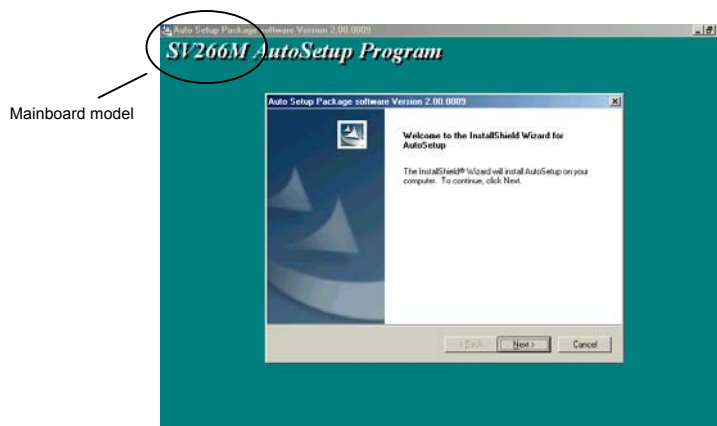 Auto Setup Package software Version 2.00.0009
SV266M AutoSetup Program
Mainboard model
Auto Setup Package software Version 2.00.0009
Welcome to the InstallShield Wizard for
AutoSetup
The InstallShield® Wizard will install AutoSetup on your
computer. To continue, click Next.
< Back
Next >
Cancel